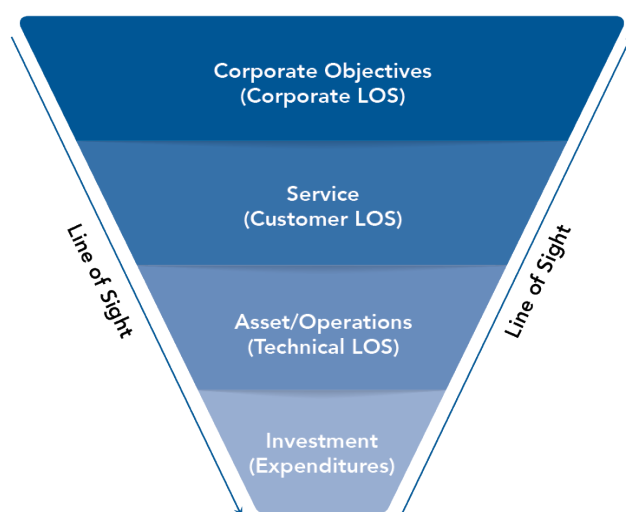 Corporate Objectives
(Corporate LOS)
Service
(Customer LOS)
Line of Sight
Line of Sight
Asset/Operations
(Technical LOS)
Investment
(Expenditures)